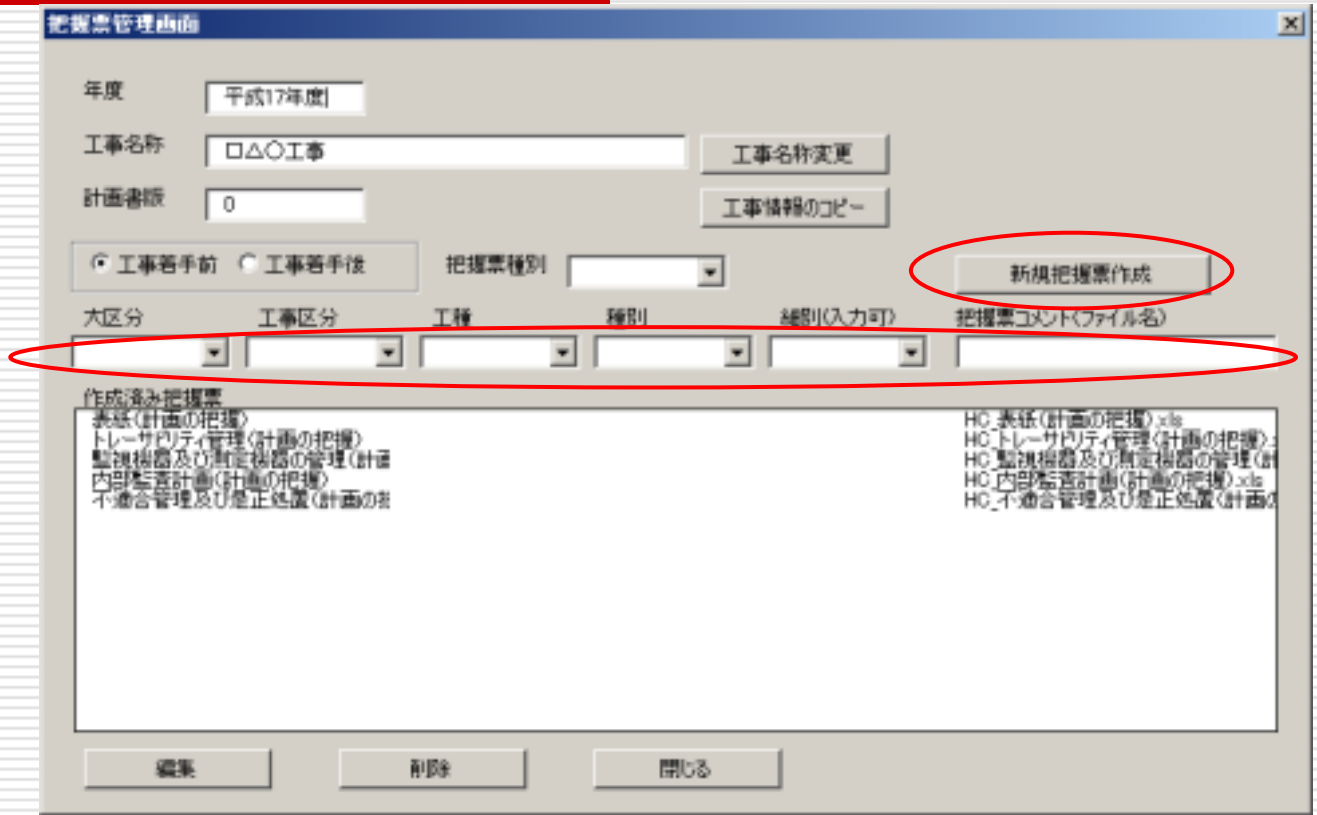 把握票管理画面
年度 平成17年度
工事名称 □△○工事 工事名称変更
計画書版 0 工事情報のコピー
工事着手前 工事着手後 把握票種別 新規把握票作成
大区分 工事区分 工種 種別 細別(入力可) 把握票コメント(ファイル名)
作成済み把握票
表紙(計画の把握) HC_表紙(計画の把握).xls
トレーサビリティ管理(計画の把握) HC_トレーサビリティ管理(計画の把握).
監視機器及び測定機器の管理(計画 HC_監視機器及び測定機器の管理(計
内部監査計画(計画の把握) HC_内部監査計画(計画の把握).xls
不適合管理及び是正処置(計画の把 HC_不適合管理及び是正処置(計画の
編集 削除 閉じる